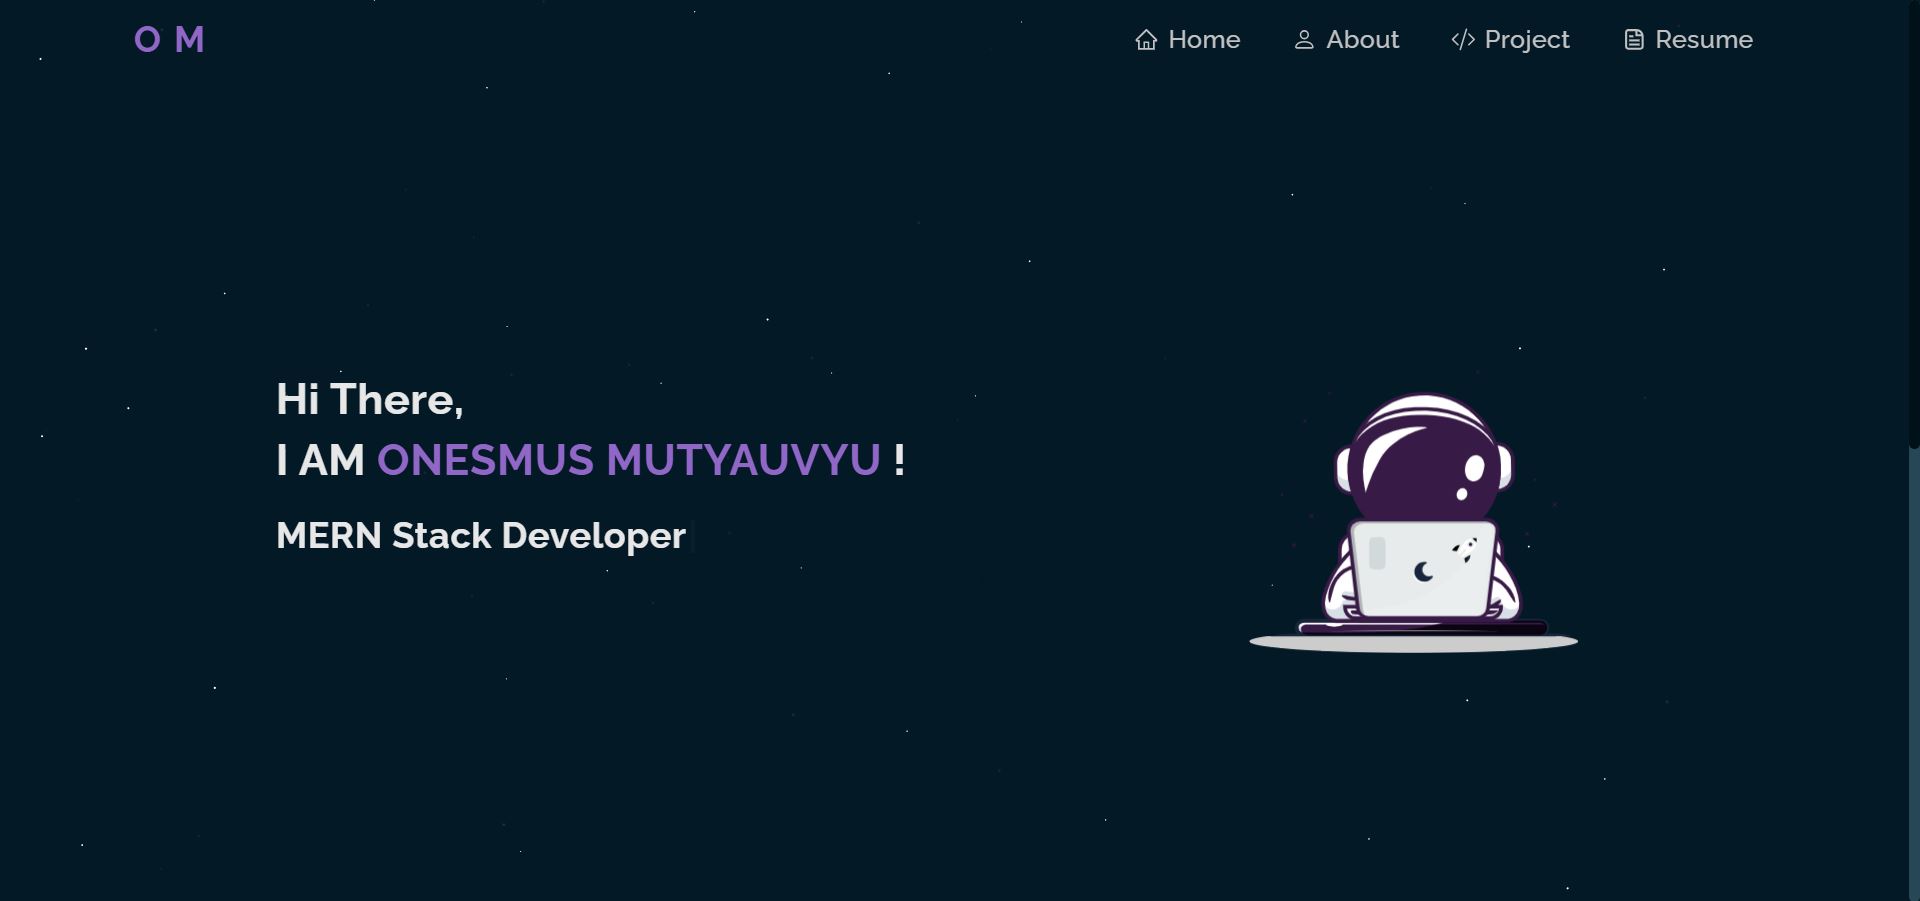 O M
Home
About
Project
Resume
Hi There,
I AM ONESMUS MUTYAUVYU !
MERN Stack Developer